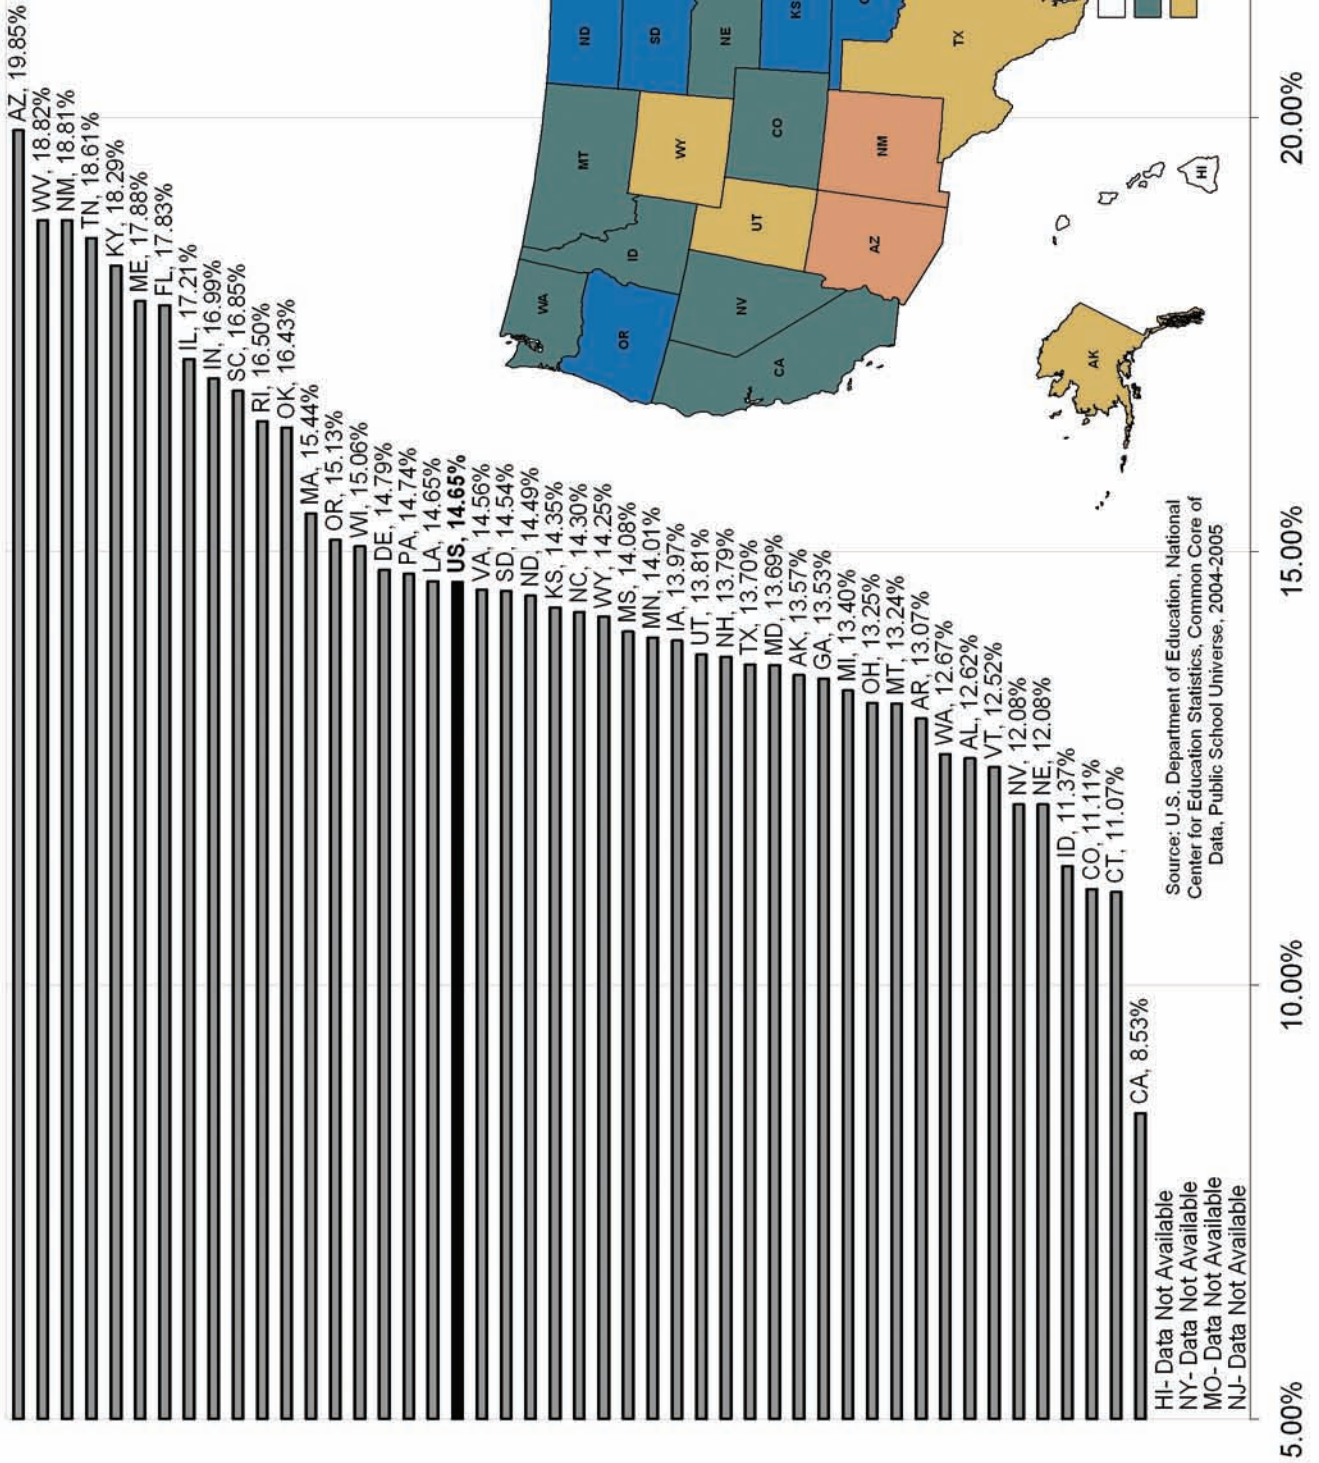 AZ, 19.85%
WV, 18.82%
NM, 18.81%
TN, 18.61%
KY, 18.29%
ME, 17.88%
FL, 17.83%
IL, 17.21%
IN, 16.99%
SC, 16.85%
RI, 16.50%
OK, 16.43%
MA, 15.44%
OR, 15.13%
WI, 15.06%
DE, 14.79%
PA, 14.74%
LA, 14.65%
US, 14.65%
VA, 14.56%
SD, 14.54%
ND, 14.49%
KS, 14.35%
NC, 14.30%
WY, 14.25%
MS, 14.08%
MN, 14.01%
IA, 13.97%
UT, 13.81%
NH, 13.79%
TX, 13.70%
MD, 13.69%
AK, 13.57%
GA, 13.53%
MI, 13.40%
OH, 13.25%
MT, 13.24%
AR, 13.07%
WA, 12.67%
AL, 12.62%
VT, 12.52%
NV, 12.08%
NE, 12.08%
ID, 11.37%
CO, 11.11%
CT, 11.07%
CA, 8.53%
HI- Data Not Available
NY- Data Not Available
MO- Data Not Available
NJ- Data Not Available
5.00%
10.00%
15.00%
20.00%
WA
OR
CA
NV
ID
MT
WY
UT
AZ
CO
NM
ND
SD
NE
KS
TX
AK
HI
Source: U.S. Department of Education, National
Center for Education Statistics, Common Core of
Data, Public School Universe, 2004-2005